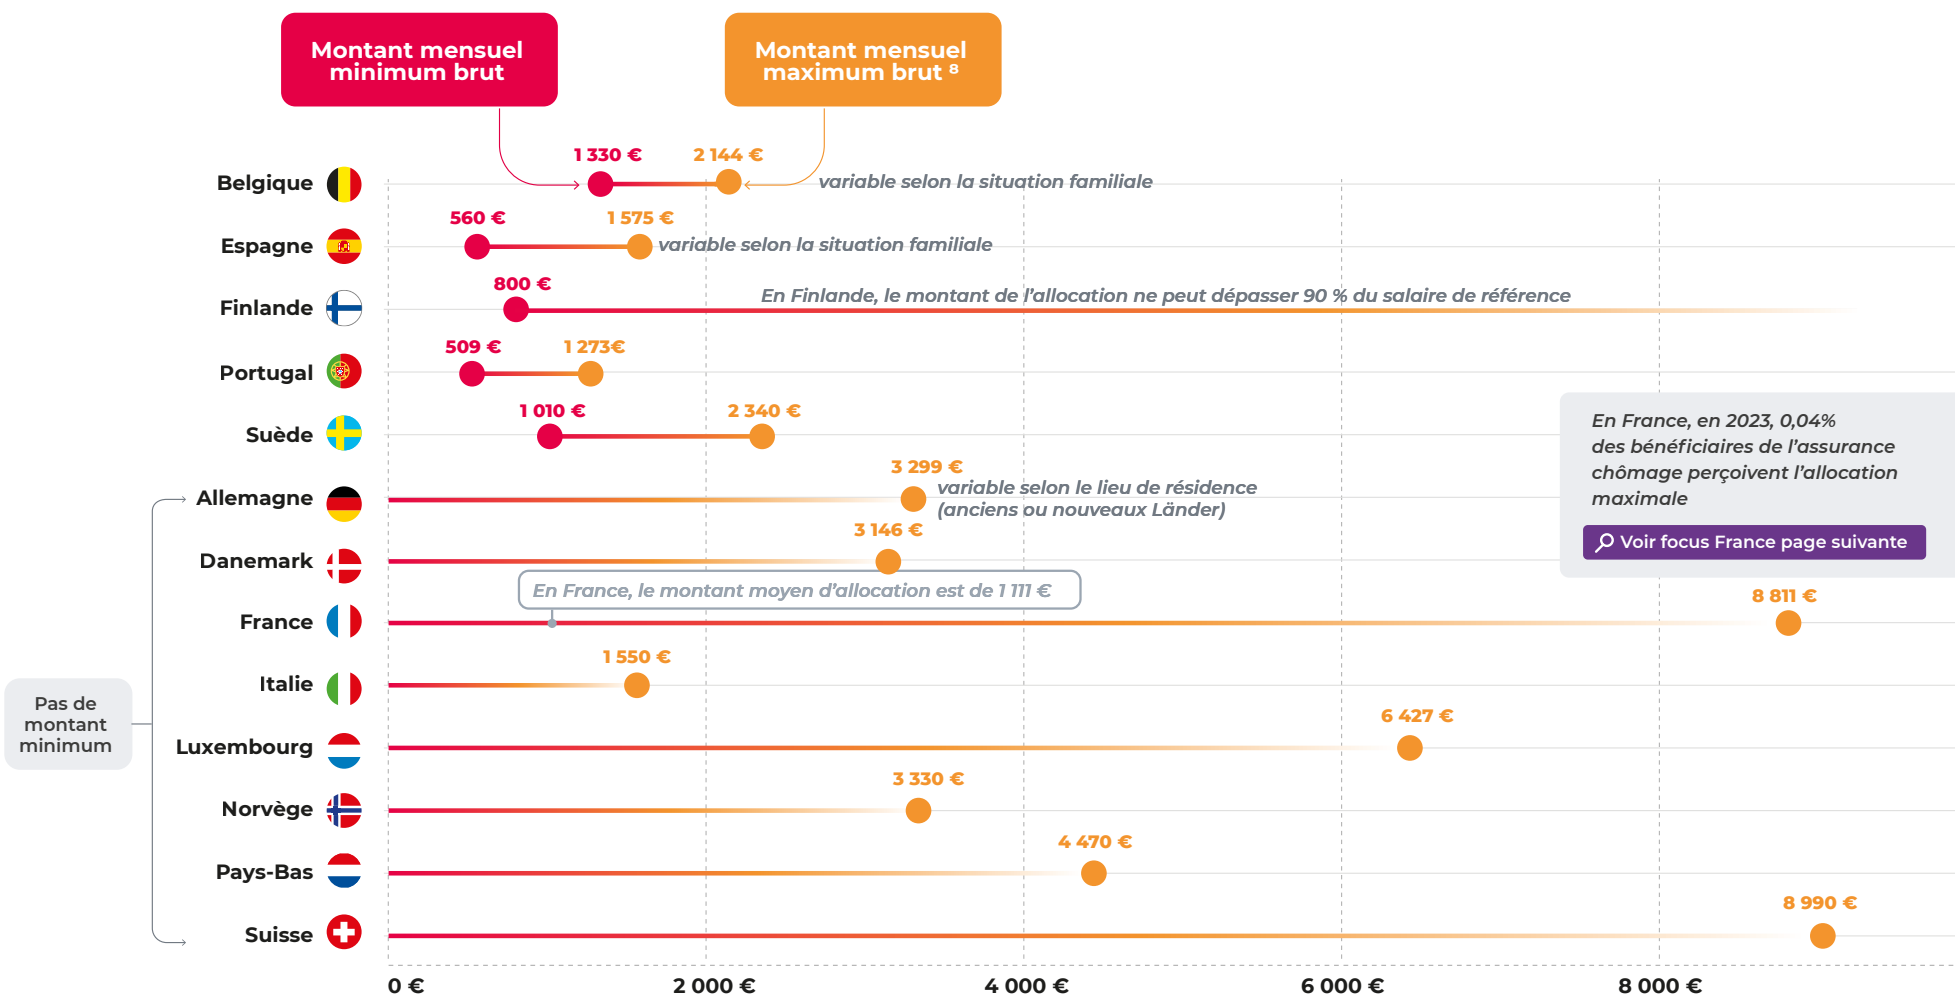 Montant mensuel
minimum brut
Montant mensuel
maximum brut ⁸
1 330 €
2 144 €
Belgique
variable selon la situation familiale
560 €
1 575 €
Espagne
variable selon la situation familiale
800 €
En Finlande, le montant de l’allocation ne peut dépasser 90 % du salaire de référence
Finlande
509 €
1 273€
Portugal
1 010 €
2 340 €
Suède
En France, en 2023, 0,04%
des bénéficiaires de l’assurance
chômage perçoivent l’allocation
maximale
Voir focus France page suivante
3 299 €
Allemagne
variable selon le lieu de résidence
(anciens ou nouveaux Länder)
3 146 €
Danemark
En France, le montant moyen d’allocation est de 1 111 €
8 811 €
France
1 550 €
Italie
Pas de
montant
minimum
6 427 €
Luxembourg
3 330 €
Norvège
4 470 €
Pays-Bas
8 990 €
Suisse
0 €
2 000 €
4 000 €
6 000 €
8 000 €